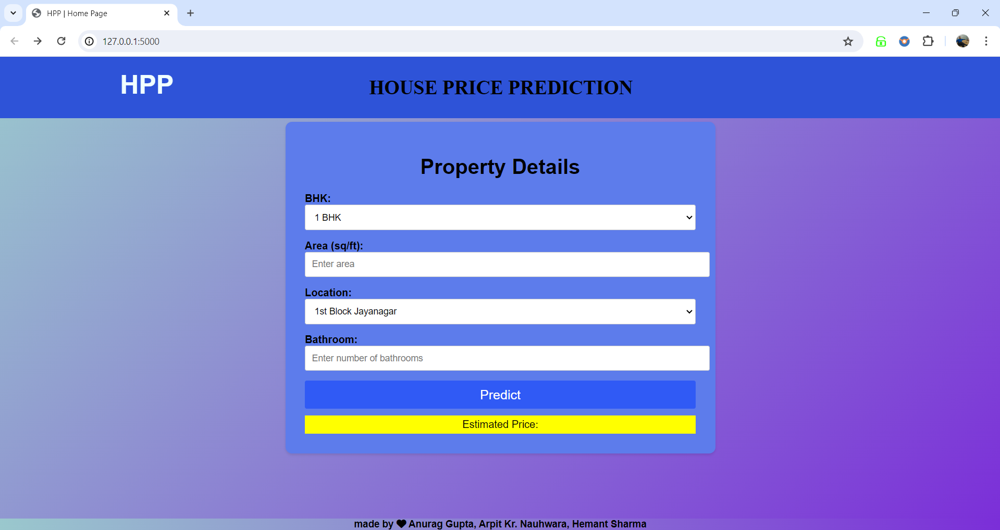 HPP | Home Page
127.0.0.1:5000
HPP
HOUSE PRICE PREDICTION
Property Details
BHK:
1 BHK
Area (sq/ft):
Enter area
Location:
1st Block Jayanagar
Bathroom:
Enter number of bathrooms
Predict
Estimated Price:
made by ♥ Anurag Gupta, Arpit Kr. Nauhwara, Hemant Sharma